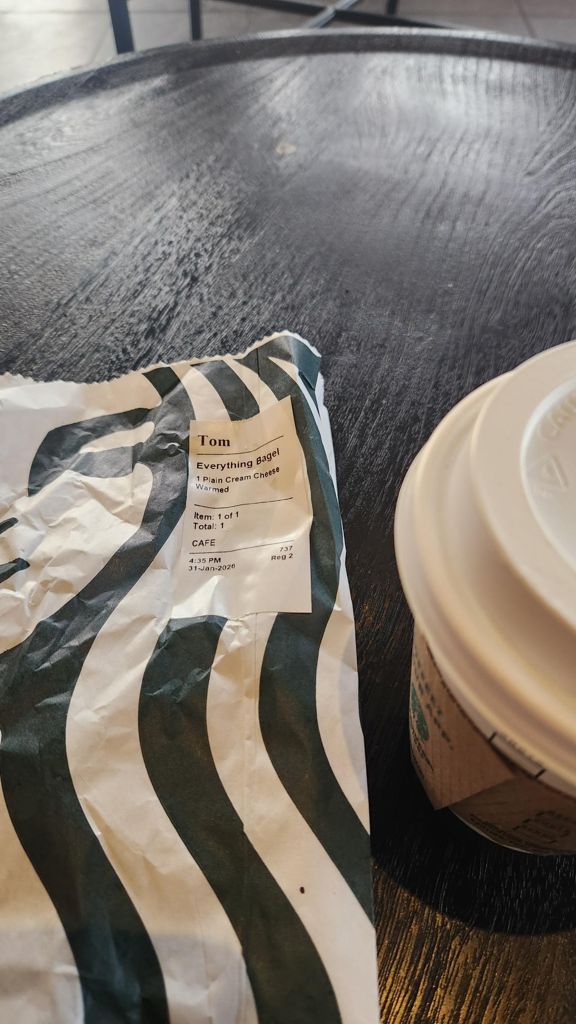 Tom
Everything Bagel
1 Plain Cream Cheese
Warmed
Item: 1 of 1
Total: 1
CAFE
737
4:35 PM
Reg 2
31-Jan-2026